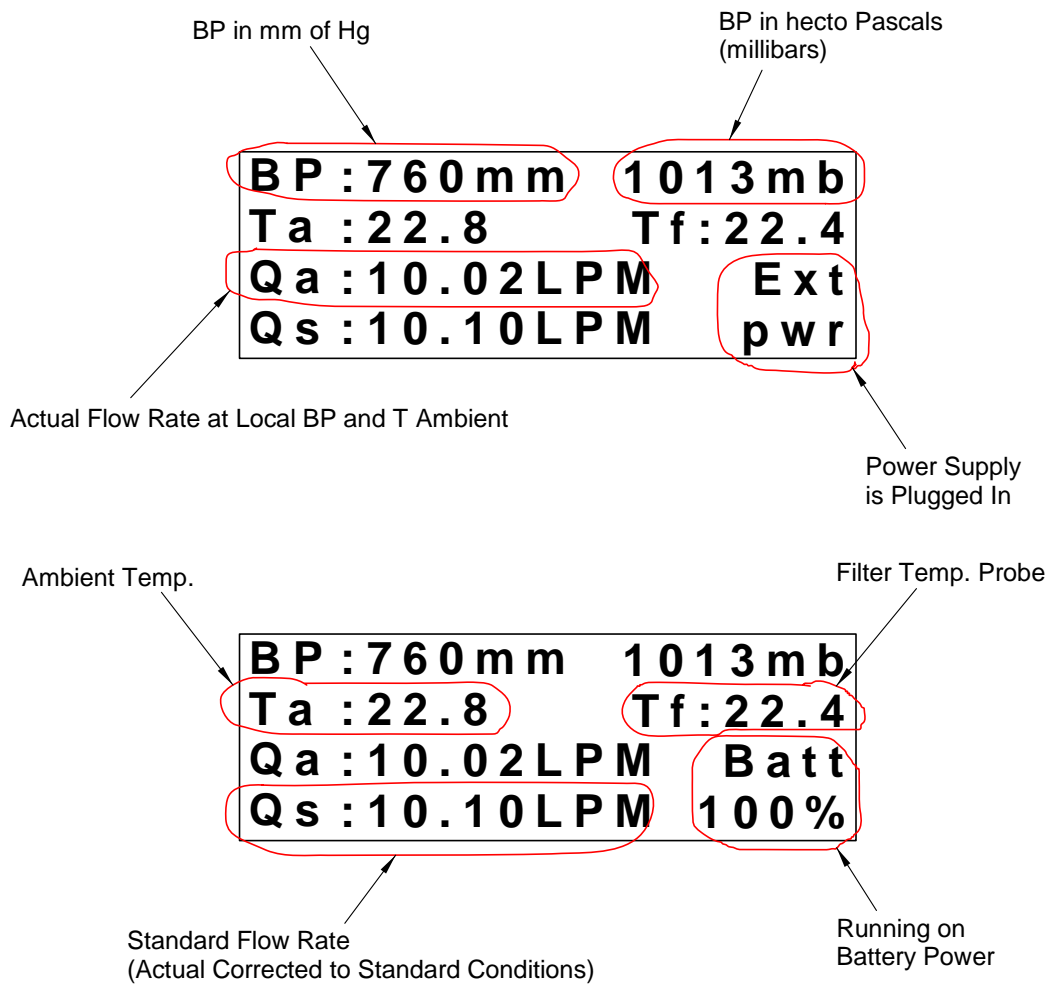 BP in mm of Hg
BP in hecto Pascals
(millibars)
BP:760mm 1013mb
Ta:22.8 Tf:22.4
Qa:10.02LPM Ext
Qs:10.10LPM pwr
Actual Flow Rate at Local BP and T Ambient
Power Supply
is Plugged In
Ambient Temp.
Filter Temp. Probe
BP:760mm 1013mb
Ta:22.8 Tf:22.4
Qa:10.02LPM Batt
Qs:10.10LPM 100%
Standard Flow Rate
(Actual Corrected to Standard Conditions)
Running on
Battery Power